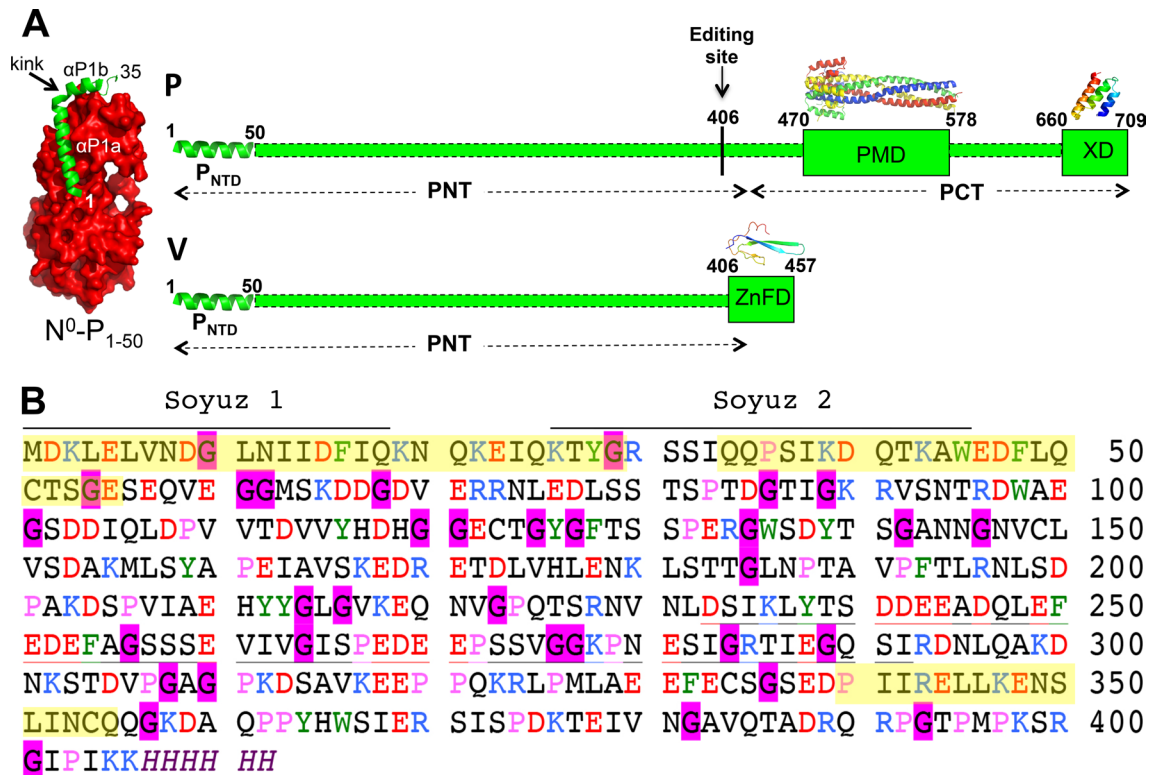 A
kink
αP1b
35
αP1a
1
N⁰-P₁₋₅₀
Editing
site
P
1 50 406 470 578 660 709
PMD XD
P_NTD
PNT PCT
V
1 50 406 457
ZnFD
P_NTD
PNT
B
Soyuz 1 Soyuz 2
MDKLELVNDG LNIIDFIQKN QKEIQKTYGR SSIQQPSIKD QTKAWEDFLQ 50
CTSGESEQVE GGMSKDDGDV ERRNLEDLSS TSPTDGTIGK RVSNTRDWAE 100
GSDDIQLDPV VTDVVYHDHG GECTGYGFTS SPERGWSDYT SGANNGNVCL 150
VSDAKMLSYA PEIAVSKEDR ETDLVHLENK LSTTGLNPTA VPFTLRNLSD 200
PAKDSPVIAE HYYGLGVKEQ NVGPQTSRNV NLDSIKLYTS DDEEADQLEF 250
EDEFAGSSSE VIVGISPEDE EPSSVGGKPN ESIGRTIEGQ SIRDNLQAKD 300
NKSTDVPGAG PKDSAVKEEP PQKRLPMLAE EFECSGSEDP IIRELLKENS 350
LINCQQGKDA QPPYHWSIER SISPDKTEIV NGAVQTADRQ RPGTPMPKSR 400
GIPIKKHHHH HH